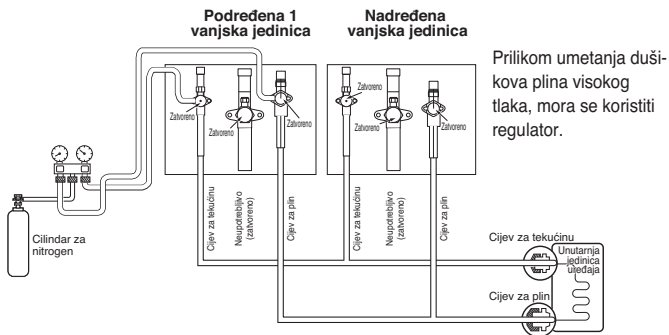 Podređena 1
vanjska jedinica
Nadređena
vanjska jedinica
Prilikom umetanja duši-
kova plina visokog
tlaka, mora se koristiti
regulator.
Zatvoreno
Zatvoreno
Zatvoreno
Zatvoreno
Zatvoreno
Zatvoreno
Cijev za tekućinu
Neupotrebljivo
(zatvoreno)
Cijev za plin
Cijev za tekućinu
Neupotrebljivo
(zatvoreno)
Cijev za plin
Cilindar za
nitrogen
Cijev za tekućinu
Unutarnja
jedinica
uređaja
Cijev za plin